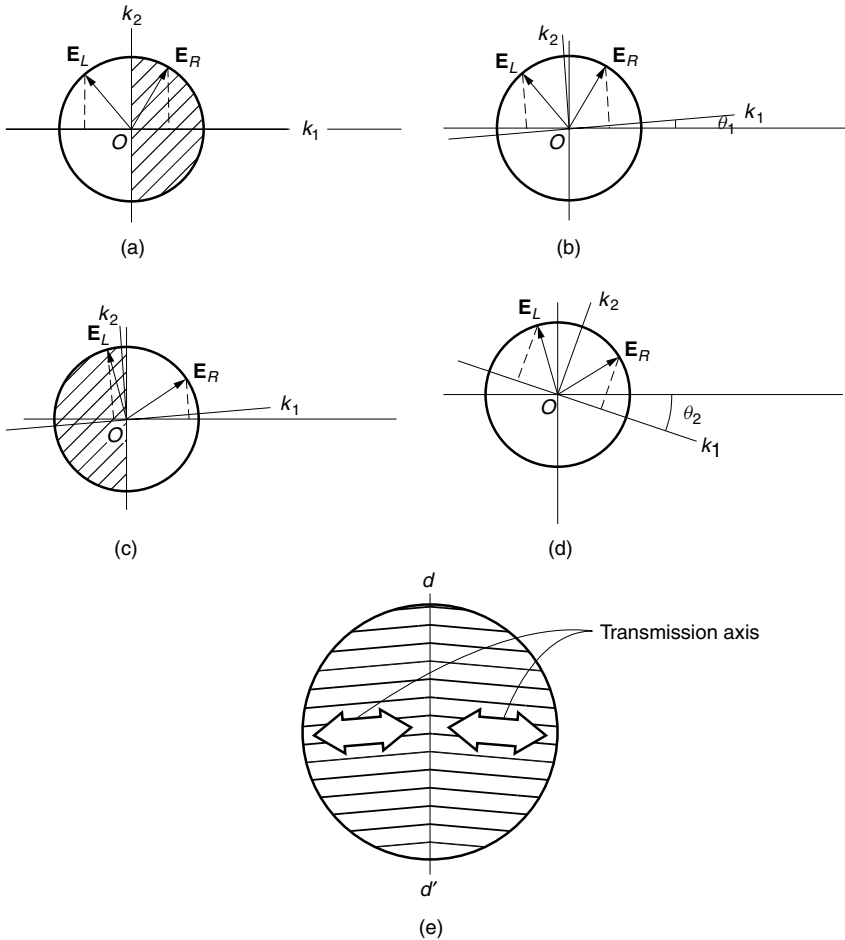 k2
EL
ER
O
k1
(a)
k2
EL
ER
O
k1
θ1
(b)
k2
EL
ER
O
k1
(c)
EL
k2
ER
O
θ2
k1
(d)
d
Transmission axis
d′
(e)